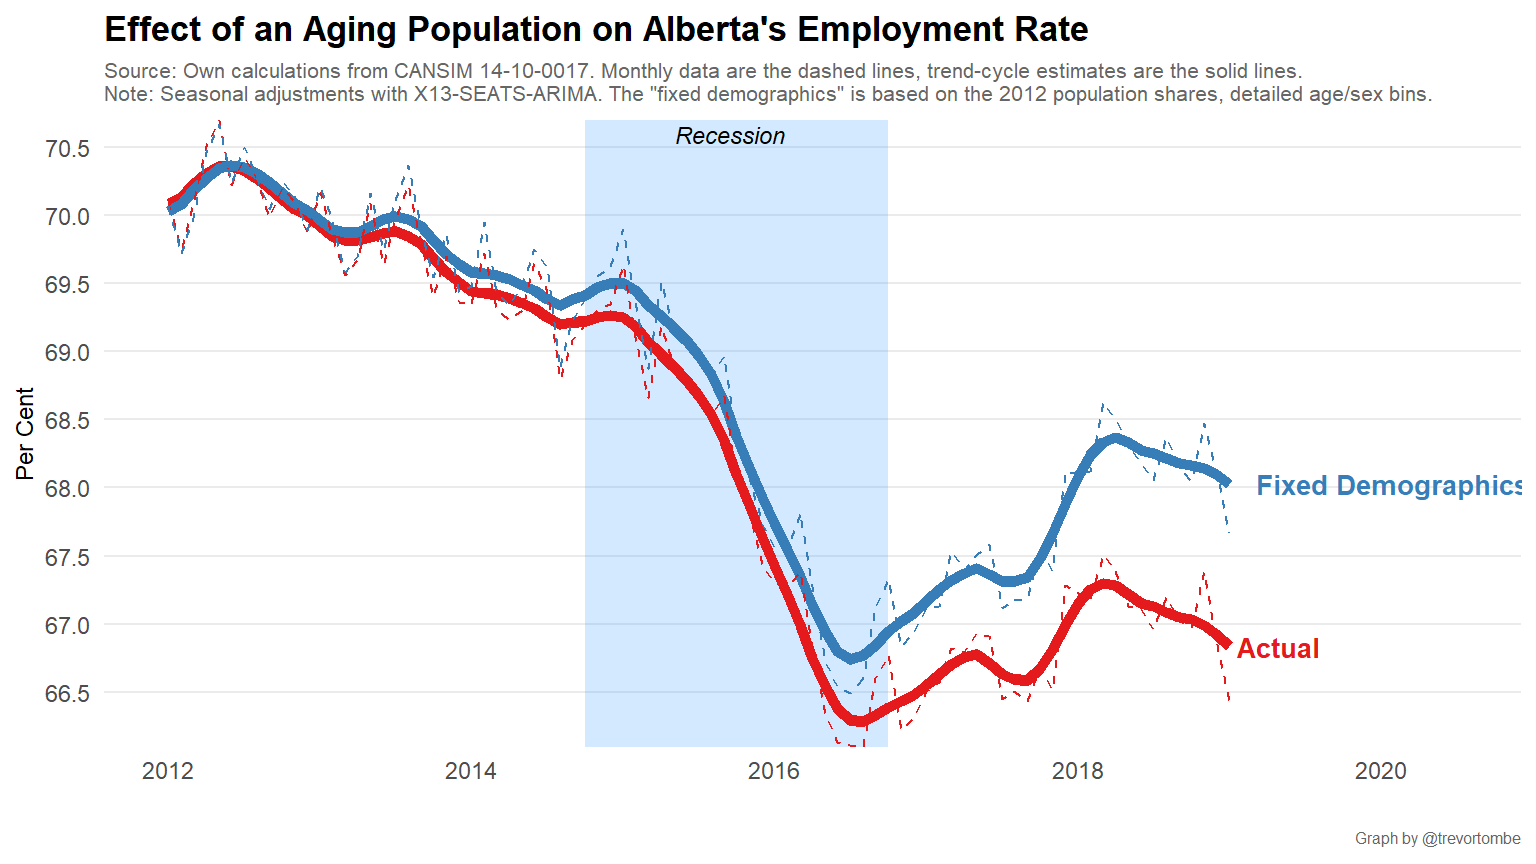 Effect of an Aging Population on Alberta's Employment Rate
Source: Own calculations from CANSIM 14-10-0017. Monthly data are the dashed lines, trend-cycle estimates are the solid lines.
Note: Seasonal adjustments with X13-SEATS-ARIMA. The "fixed demographics" is based on the 2012 population shares, detailed age/sex bins.
Recession
70.5
70.0
69.5
69.0
68.5
68.0
67.5
67.0
66.5
Per Cent
Fixed Demographics
Actual
2012 2014 2016 2018 2020
Graph by @trevortombe